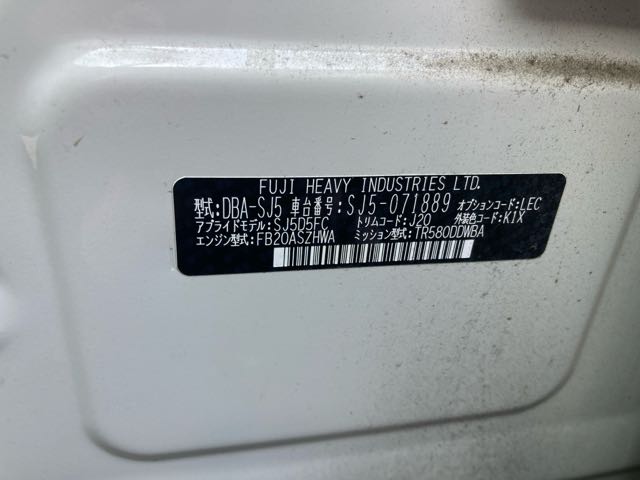 FUJI HEAVY INDUSTRIES LTD.
型式:DBA-SJ5 車台番号:SJ5-071889 オプションコード:LEC
アプライドモデル:SJ5D5FC トリムコード:J20 外装色コード:K1X
エンジン型式:FB20ASZHWA ミッション型式:TR580DDWBA